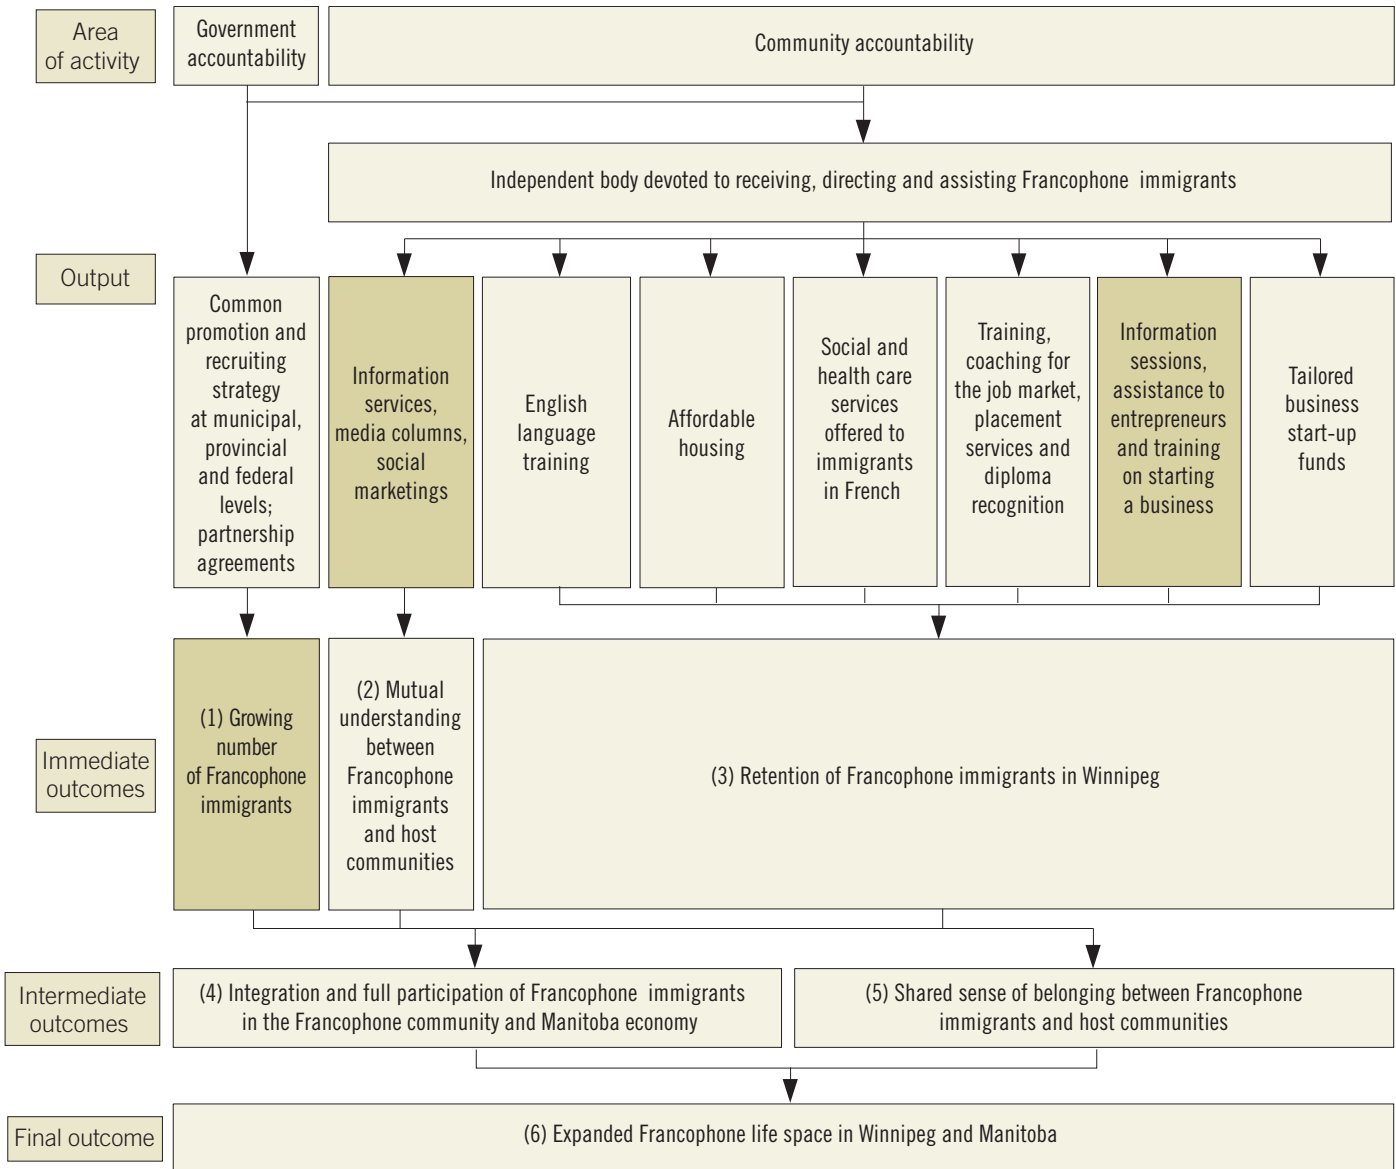 Area
of activity
Government
accountability
Community accountability
Independent body devoted to receiving, directing and assisting Francophone immigrants
Output
Common
promotion and
recruiting
strategy
at municipal,
provincial
and federal
levels;
partnership
agreements
Information
services,
media columns,
social
marketings
English
language
training
Affordable
housing
Social and
health care
services
offered to
immigrants
in French
Training,
coaching for
the job market,
placement
services and
diploma
recognition
Information
sessions,
assistance to
entrepreneurs
and training
on starting
a business
Tailored
business
start-up
funds
Immediate
outcomes
(1) Growing
number
of Francophone
immigrants
(2) Mutual
understanding
between
Francophone
immigrants
and host
communities
(3) Retention of Francophone immigrants in Winnipeg
Intermediate
outcomes
(4) Integration and full participation of Francophone immigrants
in the Francophone community and Manitoba economy
(5) Shared sense of belonging between Francophone
immigrants and host communities
Final outcome
(6) Expanded Francophone life space in Winnipeg and Manitoba